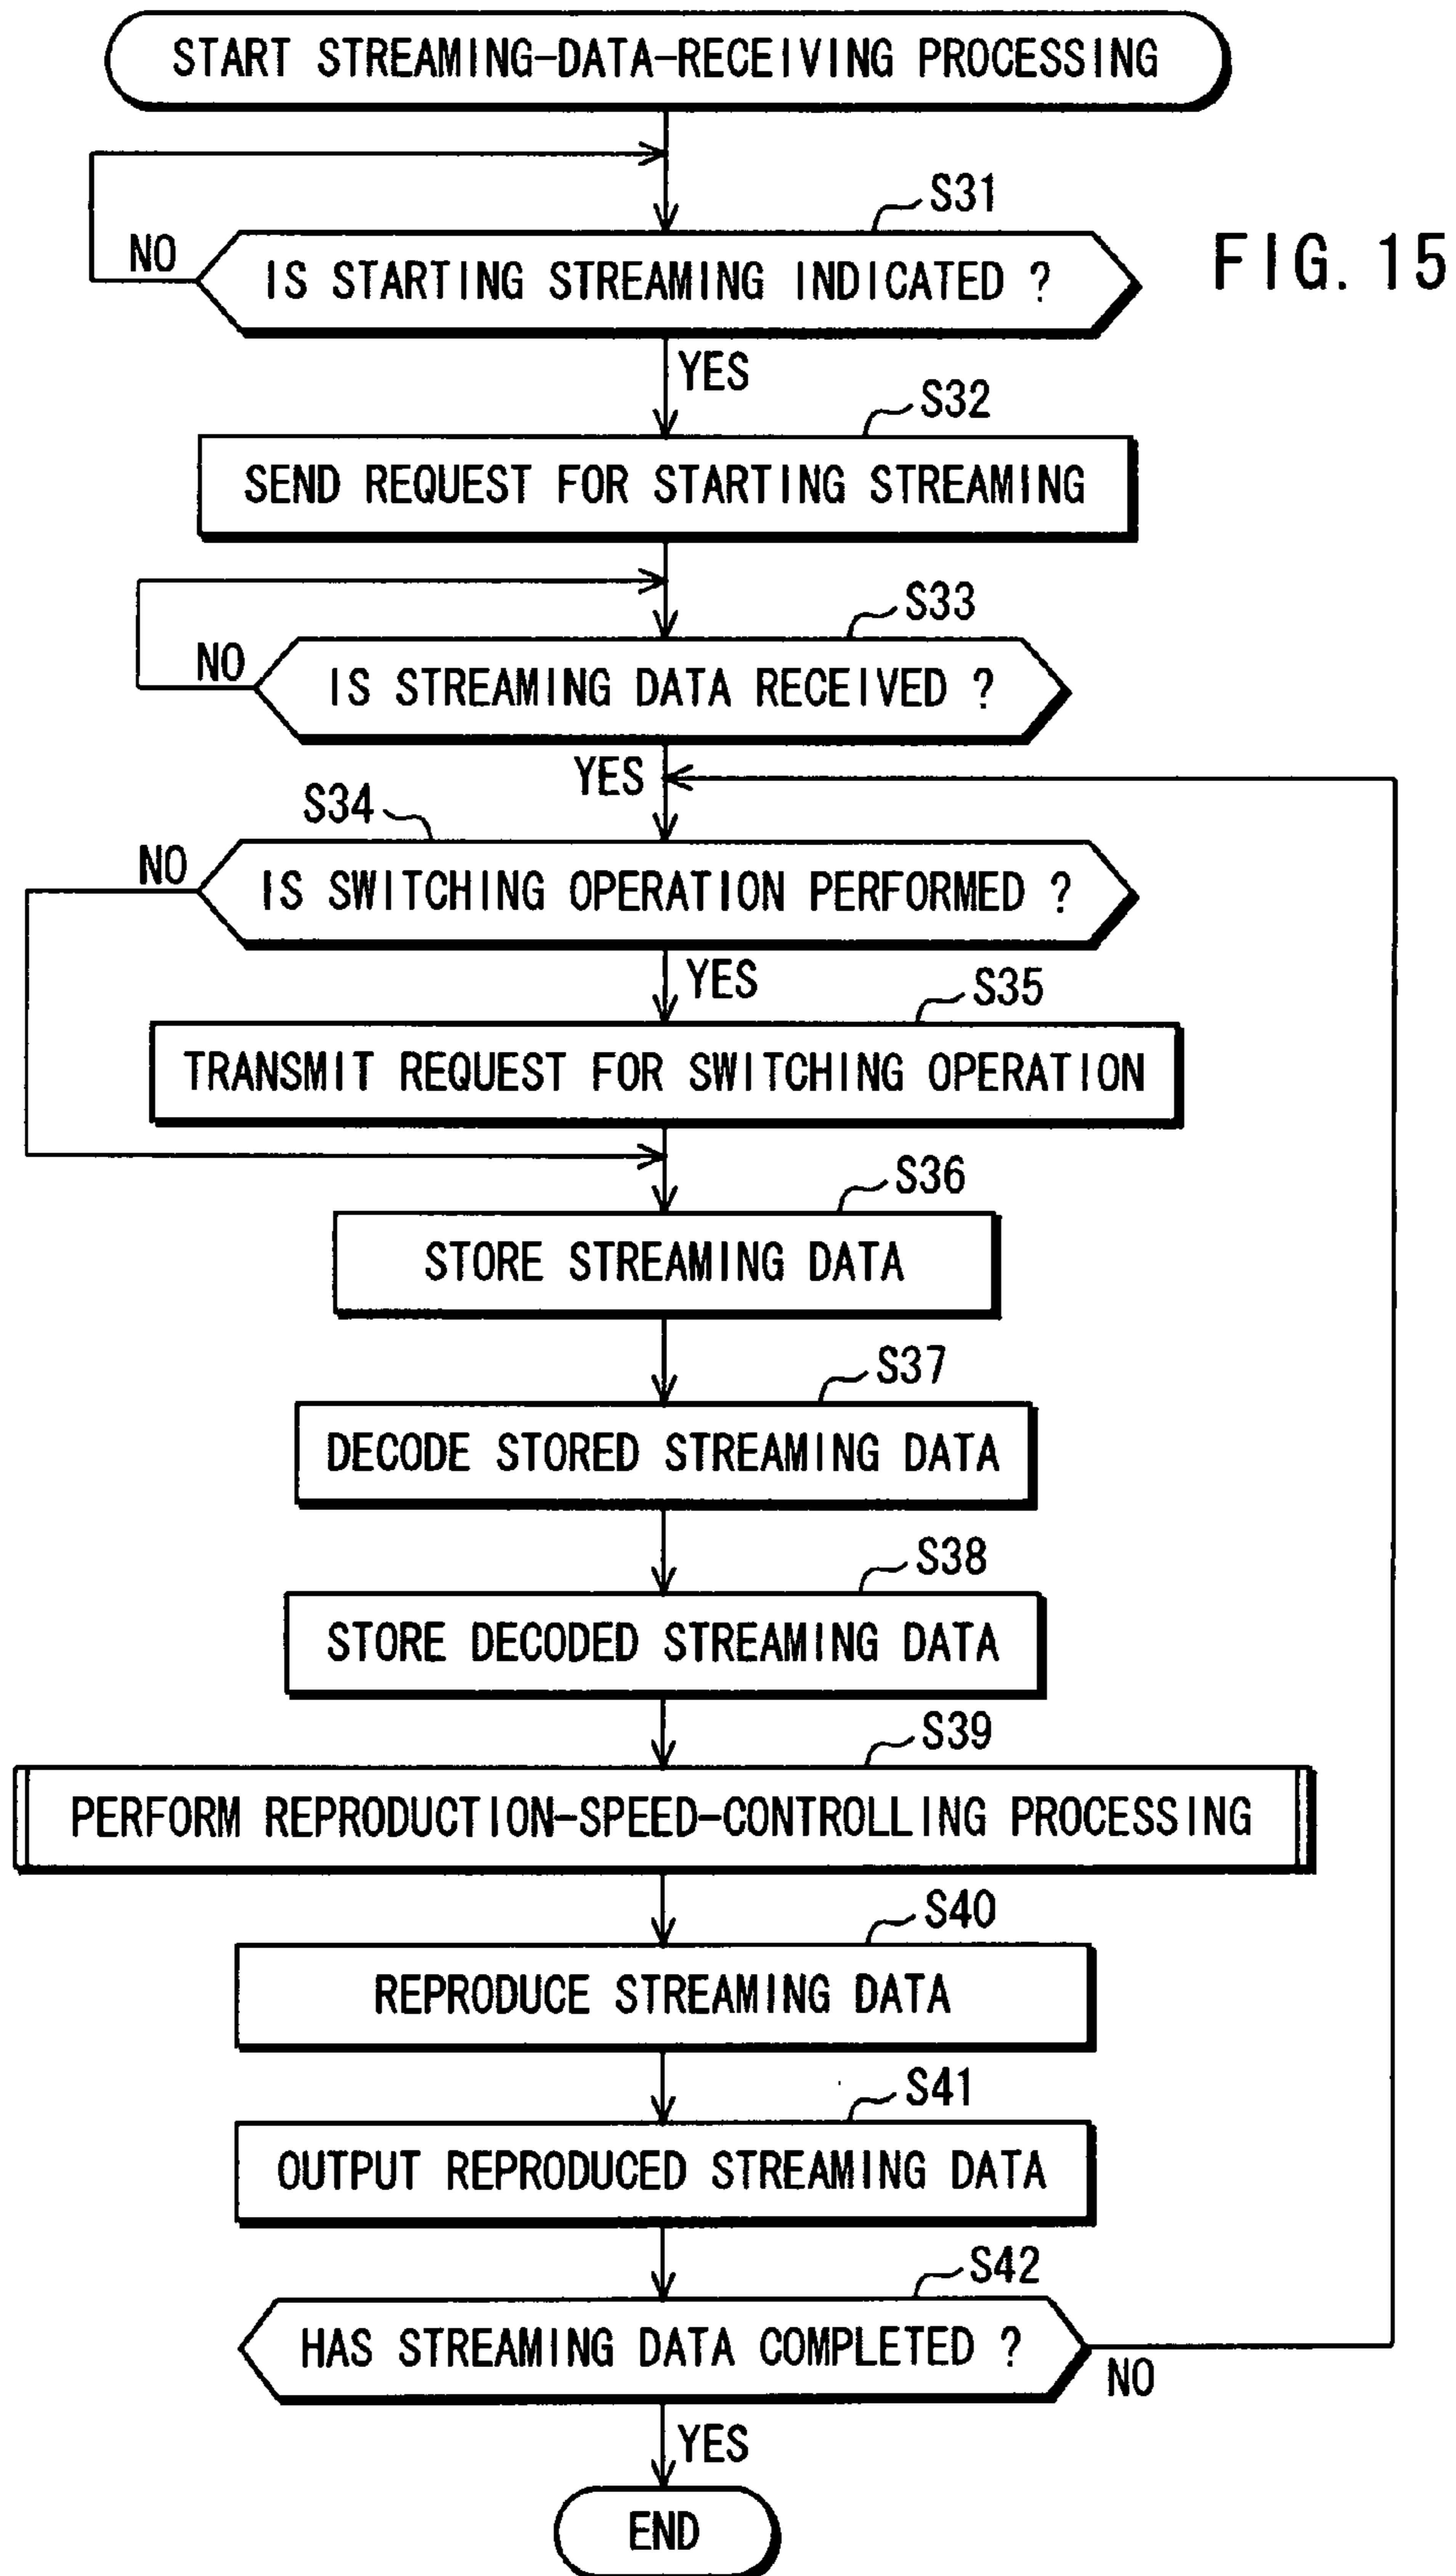 START STREAMING-DATA-RECEIVING PROCESSING
S31
NO
IS STARTING STREAMING INDICATED ?
FIG. 15
YES
S32
SEND REQUEST FOR STARTING STREAMING
S33
NO
IS STREAMING DATA RECEIVED ?
YES
S34
NO
IS SWITCHING OPERATION PERFORMED ?
YES
S35
TRANSMIT REQUEST FOR SWITCHING OPERATION
S36
STORE STREAMING DATA
S37
DECODE STORED STREAMING DATA
S38
STORE DECODED STREAMING DATA
S39
PERFORM REPRODUCTION-SPEED-CONTROLLING PROCESSING
S40
REPRODUCE STREAMING DATA
S41
OUTPUT REPRODUCED STREAMING DATA
S42
HAS STREAMING DATA COMPLETED ?
NO
YES
END